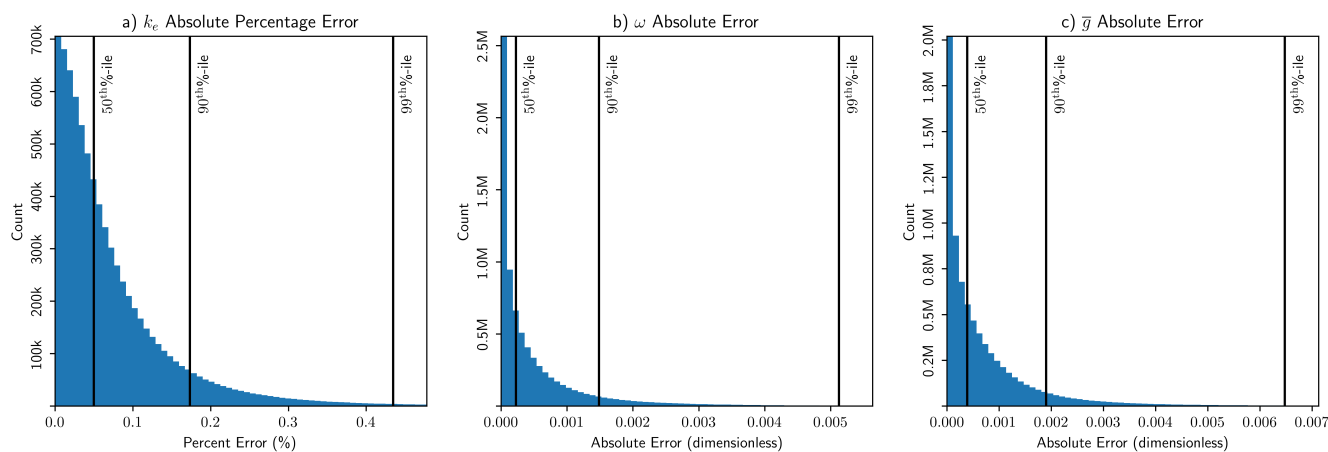 a) kₑ Absolute Percentage Error
700k
600k
500k
400k
300k
200k
100k
Count
50ᵗʰ%-ile
90ᵗʰ%-ile
99ᵗʰ%-ile
0.0 0.1 0.2 0.3 0.4
Percent Error (%)
b) ω Absolute Error
2.5M
2.0M
1.5M
1.0M
0.5M
Count
50ᵗʰ%-ile
90ᵗʰ%-ile
99ᵗʰ%-ile
0.000 0.001 0.002 0.003 0.004 0.005
Absolute Error (dimensionless)
c) g̅ Absolute Error
2.0M
1.8M
1.5M
1.2M
1.0M
0.8M
0.5M
0.2M
Count
50ᵗʰ%-ile
90ᵗʰ%-ile
99ᵗʰ%-ile
0.000 0.001 0.002 0.003 0.004 0.005 0.006 0.007
Absolute Error (dimensionless)